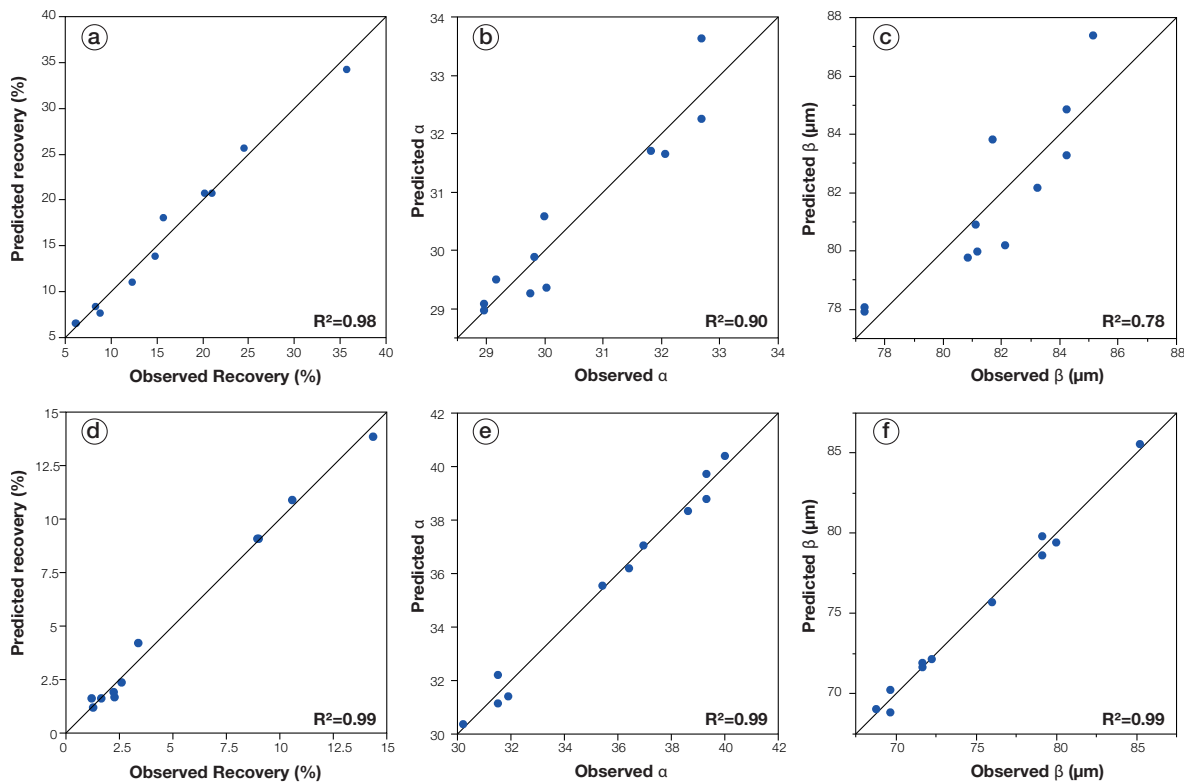 a
40
35
30
25
20
15
10
5
Predicted recovery (%)
R²=0.98
5 10 15 20 25 30 35 40
Observed Recovery (%)
b
34
33
32
31
30
29
Predicted α
R²=0.90
29 30 31 32 33 34
Observed α
c
88
86
84
82
80
78
Predicted β (µm)
R²=0.78
78 80 82 84 86 88
Observed β (µm)
d
15
12.5
10
7.5
5
2.5
0
Predicted recovery (%)
R²=0.99
0 2.5 5 7.5 10 12.5 15
Observed Recovery (%)
e
42
40
38
36
34
32
30
Predicted α
R²=0.99
30 32 34 36 38 40 42
Observed α
f
85
80
75
70
Predicted β (µm)
R²=0.99
70 75 80 85
Observed β (µm)